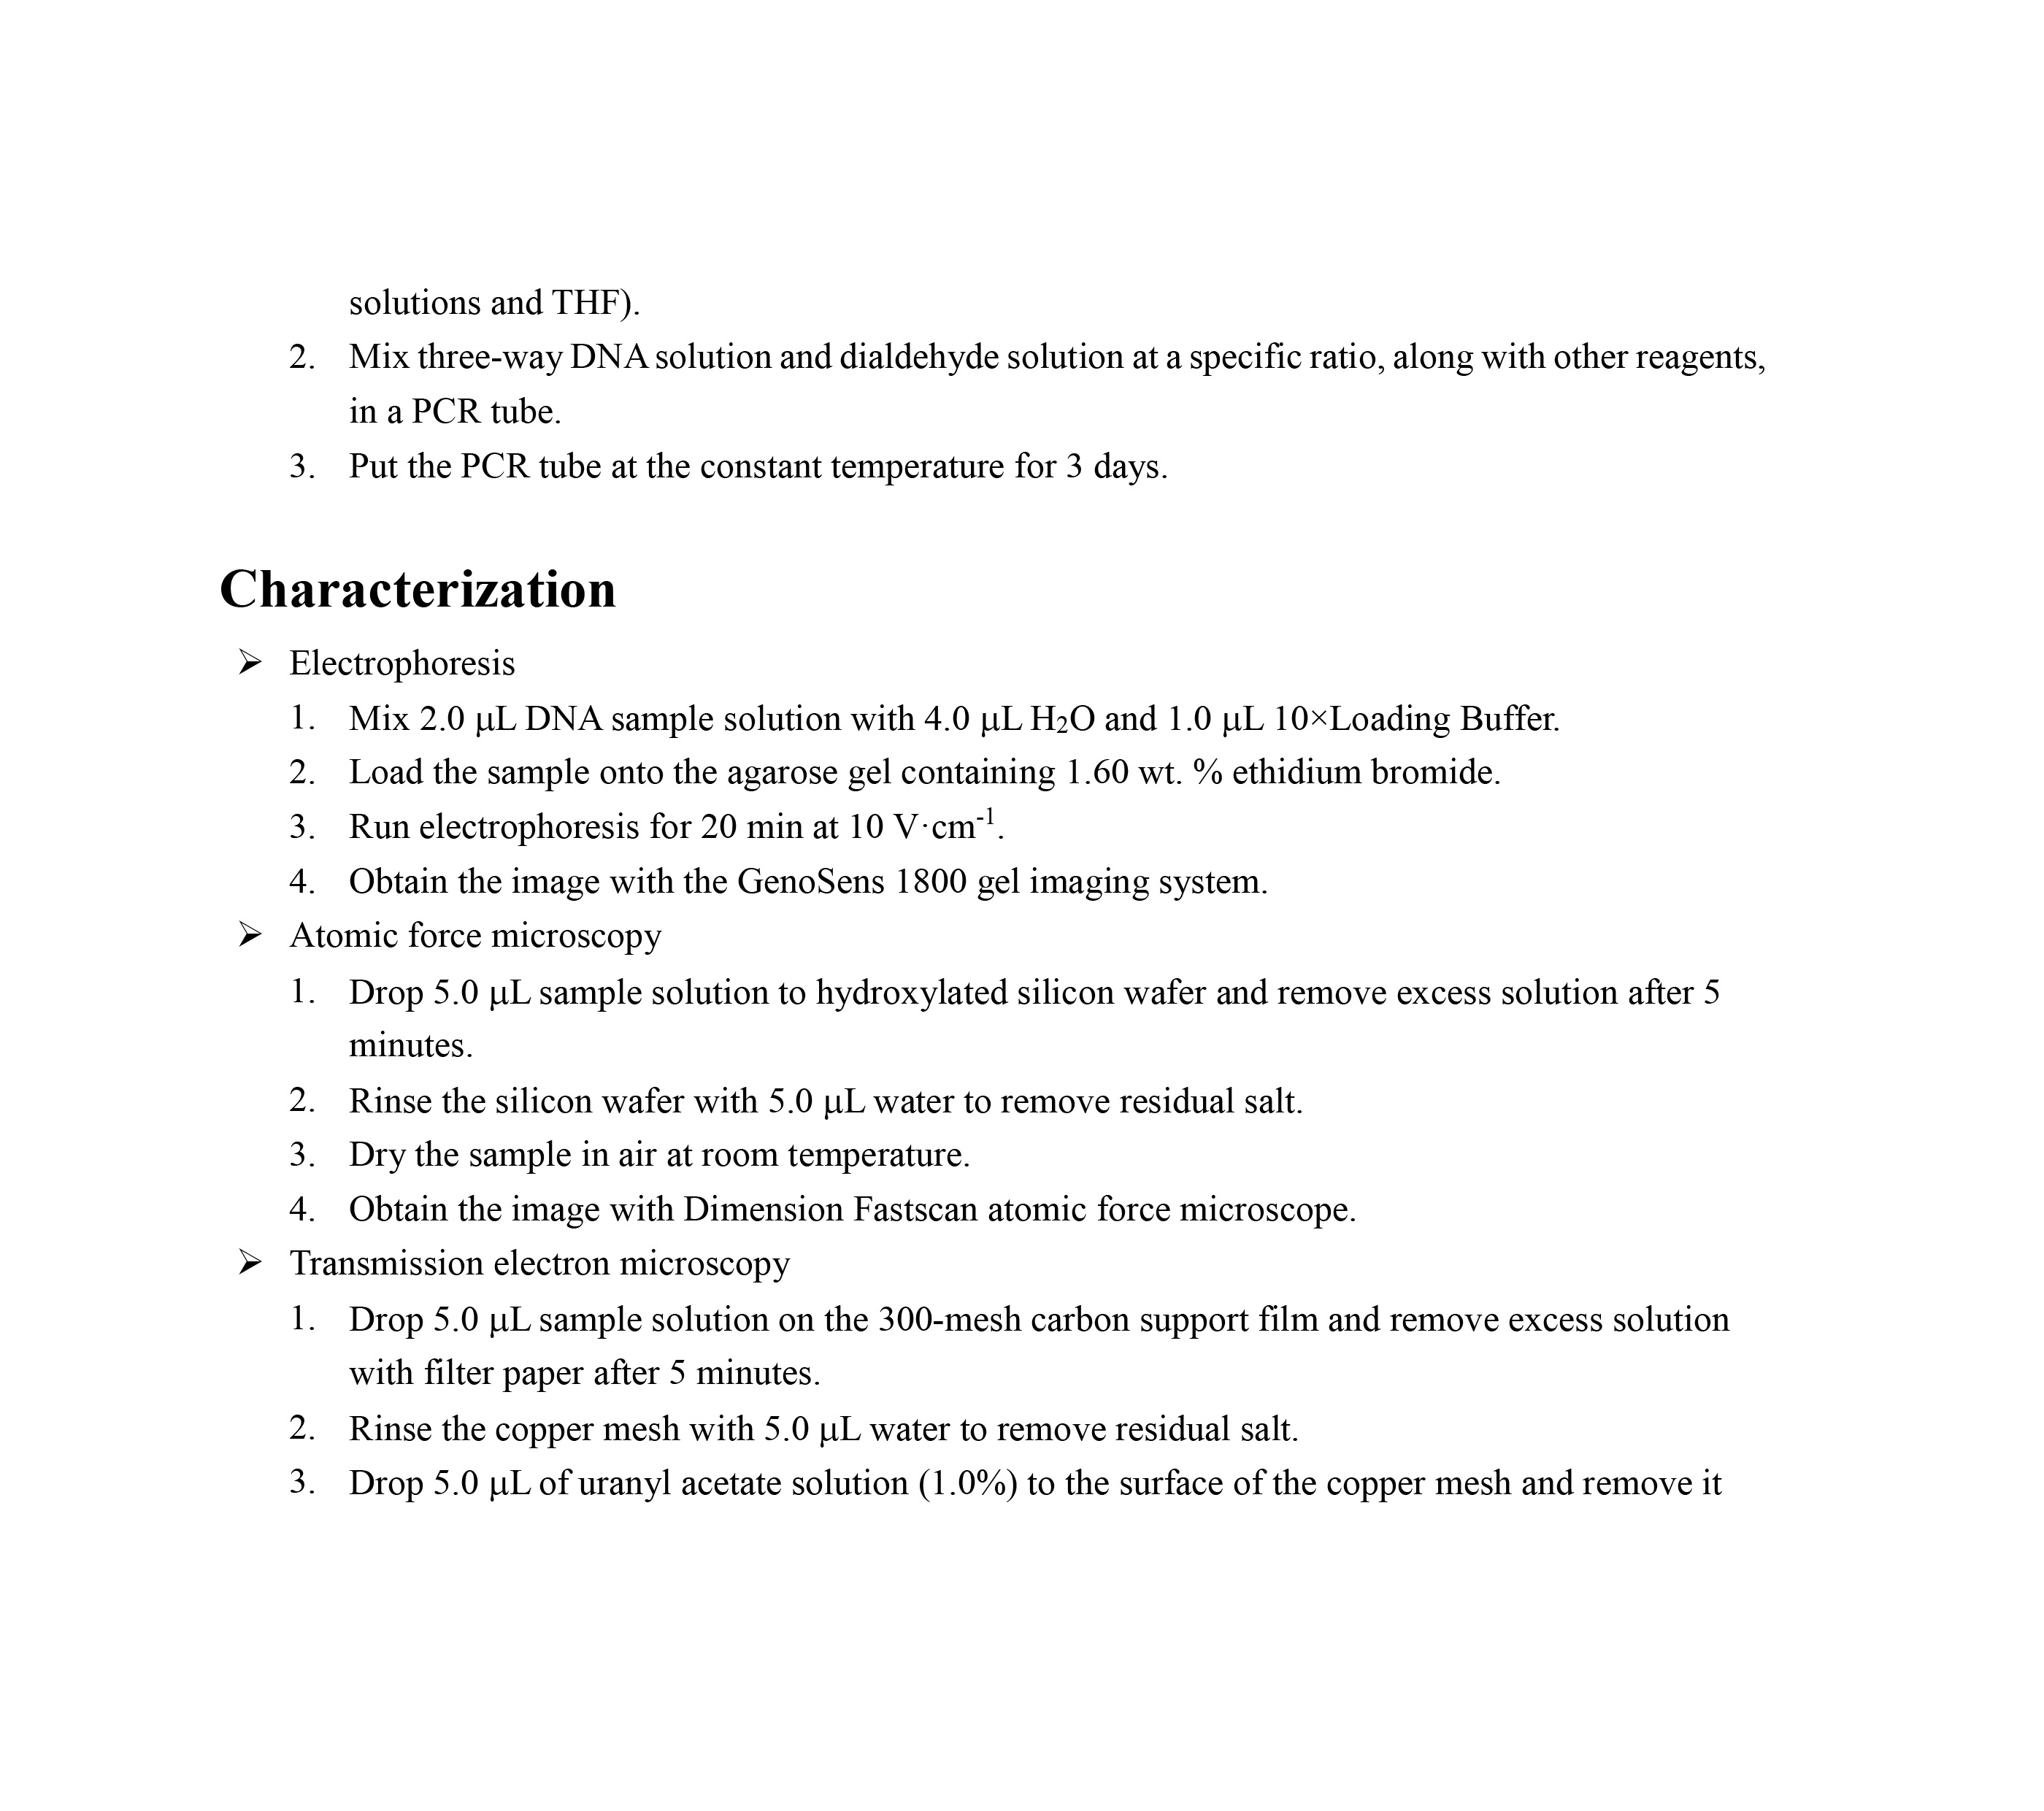 solutions and THF).
2. Mix three-way DNA solution and dialdehyde solution at a specific ratio, along with other reagents,
in a PCR tube.
3. Put the PCR tube at the constant temperature for 3 days.
Characterization
➢ Electrophoresis
1. Mix 2.0 μL DNA sample solution with 4.0 μL H₂O and 1.0 μL 10×Loading Buffer.
2. Load the sample onto the agarose gel containing 1.60 wt. % ethidium bromide.
3. Run electrophoresis for 20 min at 10 V·cm⁻¹.
4. Obtain the image with the GenoSens 1800 gel imaging system.
➢ Atomic force microscopy
1. Drop 5.0 μL sample solution to hydroxylated silicon wafer and remove excess solution after 5
minutes.
2. Rinse the silicon wafer with 5.0 μL water to remove residual salt.
3. Dry the sample in air at room temperature.
4. Obtain the image with Dimension Fastscan atomic force microscope.
➢ Transmission electron microscopy
1. Drop 5.0 μL sample solution on the 300-mesh carbon support film and remove excess solution
with filter paper after 5 minutes.
2. Rinse the copper mesh with 5.0 μL water to remove residual salt.
3. Drop 5.0 μL of uranyl acetate solution (1.0%) to the surface of the copper mesh and remove it